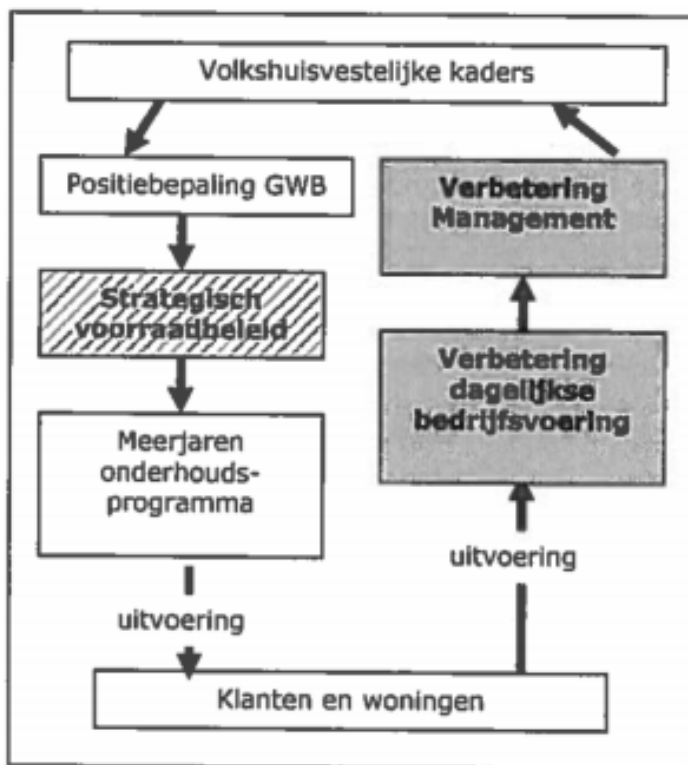 Volkshuisvestelijke kaders
Positiebepaling GWB
Strategisch
voorraadbeleid
Meerjaren
onderhouds-
programma
uitvoering
Verbetering
Management
Verbetering
dagelijkse
bedrijfsvoering
uitvoering
Klanten en woningen